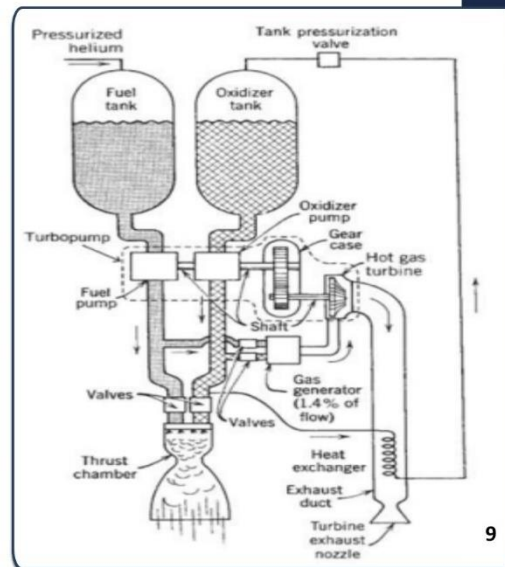 Pressurized
helium
Tank pressurization
valve
Fuel
tank
Oxidizer
tank
Oxidizer
pump
Gear
case
Turbopump
Hot gas
turbine
Fuel
pump
Shaft
Gas
generator
(1.4% of
flow)
Valves
Valves
Thrust
chamber
Heat
exchanger
Exhaust
duct
Turbine
exhaust
nozzle
9